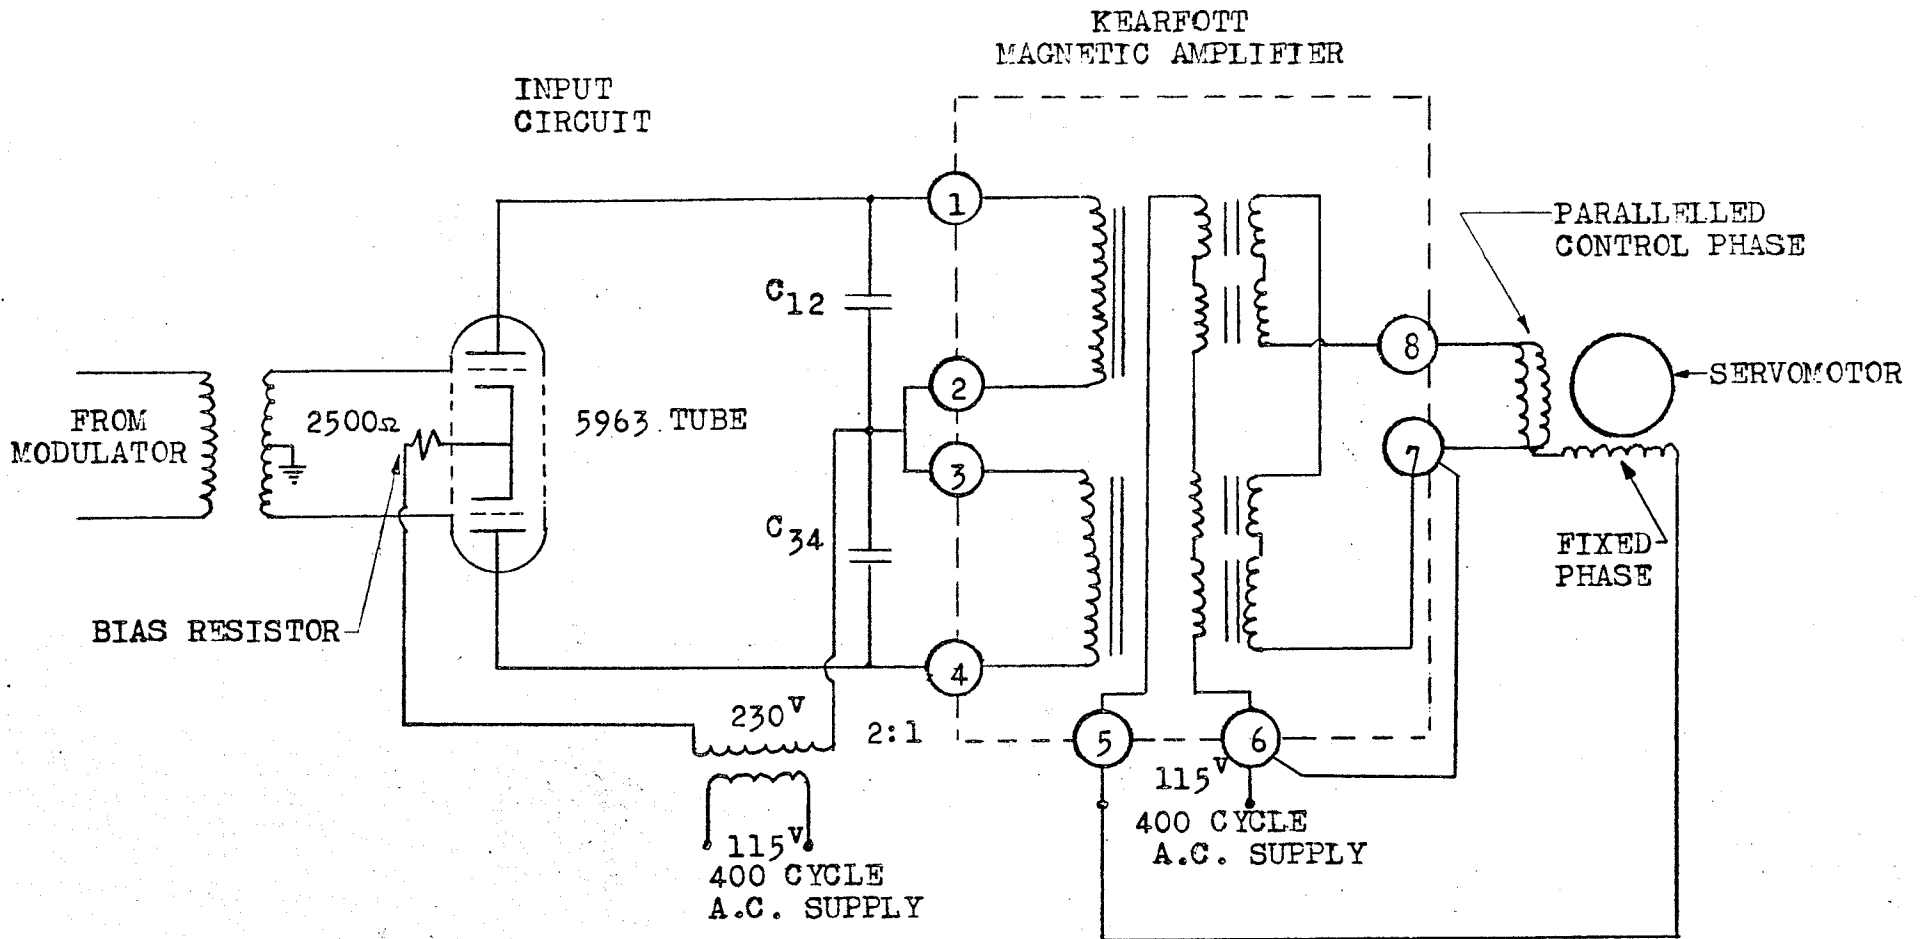 KEARFOTT
MAGNETIC AMPLIFIER
INPUT
CIRCUIT
1
PARALLELLED
CONTROL PHASE
C12
8
2
SERVOMOTOR
FROM
MODULATOR
2500Ω
5963 TUBE
7
3
C34
FIXED
PHASE
BIAS RESISTOR
4
230V
2:1
5
6
115V
400 CYCLE
A.C. SUPPLY
115V
400 CYCLE
A.C. SUPPLY